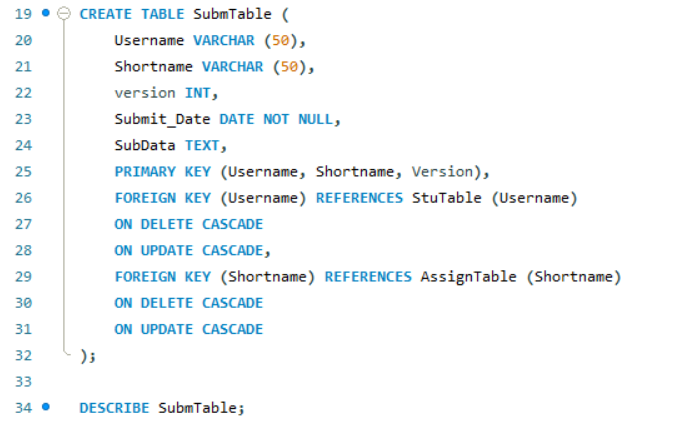 19 CREATE TABLE SubmTable (
20 Username VARCHAR (50),
21 Shortname VARCHAR (50),
22 version INT,
23 Submit_Date DATE NOT NULL,
24 SubData TEXT,
25 PRIMARY KEY (Username, Shortname, Version),
26 FOREIGN KEY (Username) REFERENCES StuTable (Username)
27 ON DELETE CASCADE
28 ON UPDATE CASCADE,
29 FOREIGN KEY (Shortname) REFERENCES AssignTable (Shortname)
30 ON DELETE CASCADE
31 ON UPDATE CASCADE
32 );
33
34 DESCRIBE SubmTable;